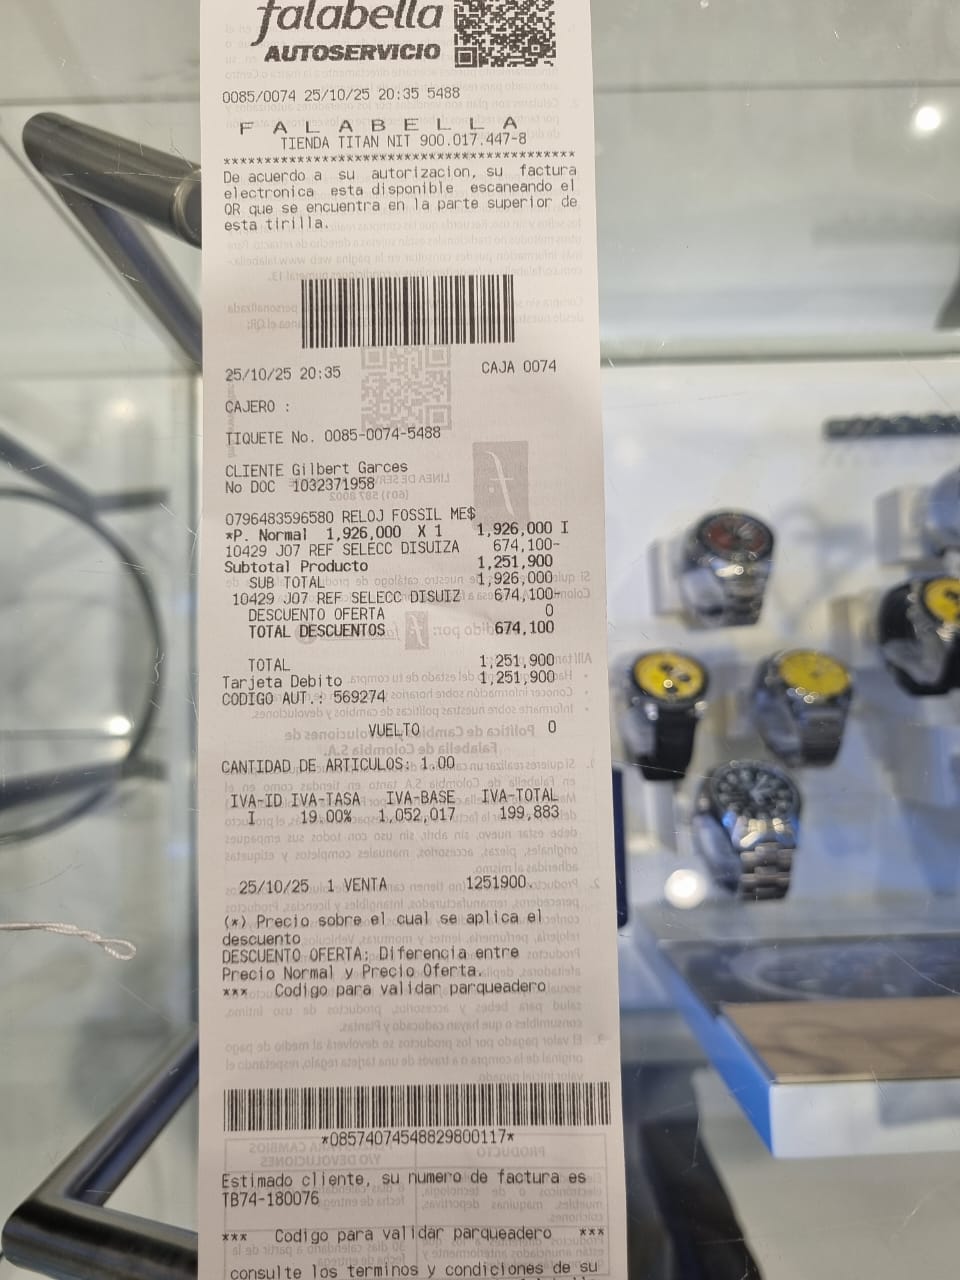 falabella
AUTOSERVICIO
0085/0074 25/10/25 20:35 5488
F A L A B E L L A
TIENDA TITAN NIT 900.017.447-8
******************************************
De acuerdo a su autorizacion, su factura
electronica esta disponible escaneando el
QR que se encuentra en la parte superior de
esta tirilla.
25/10/25 20:35 CAJA 0074
CAJERO :
TIQUETE No. 0085-0074-5488
CLIENTE Gilbert Garces
No DOC 1032371958
0796483596580 RELOJ FOSSIL ME$
*P. Normal 1,926,000 X 1 1,926,000 I
10429 J07 REF SELECC DISUIZA 674,100-
Subtotal Producto 1,251,900
SUB TOTAL 1,926,000
10429 J07 REF SELECC DISUIZ 674,100-
DESCUENTO OFERTA 0
TOTAL DESCUENTOS 674,100
TOTAL 1,251,900
Tarjeta Debito 1,251,900
CODIGO AUT.: 569274
VUELTO 0
CANTIDAD DE ARTICULOS: 1.00
IVA-ID IVA-TASA IVA-BASE IVA-TOTAL
I 19.00% 1,052,017 199,883
25/10/25 1 VENTA 1251900.
(*) Precio sobre el cual se aplica el
descuento
DESCUENTO OFERTA: Diferencia entre
Precio Normal y Precio Oferta.
*** Codigo para validar parqueadero
*08574074548829800117*
Estimado cliente, su numero de factura es
TB74-180076
*** Codigo para validar parqueadero ***
consulte los terminos y condiciones de su